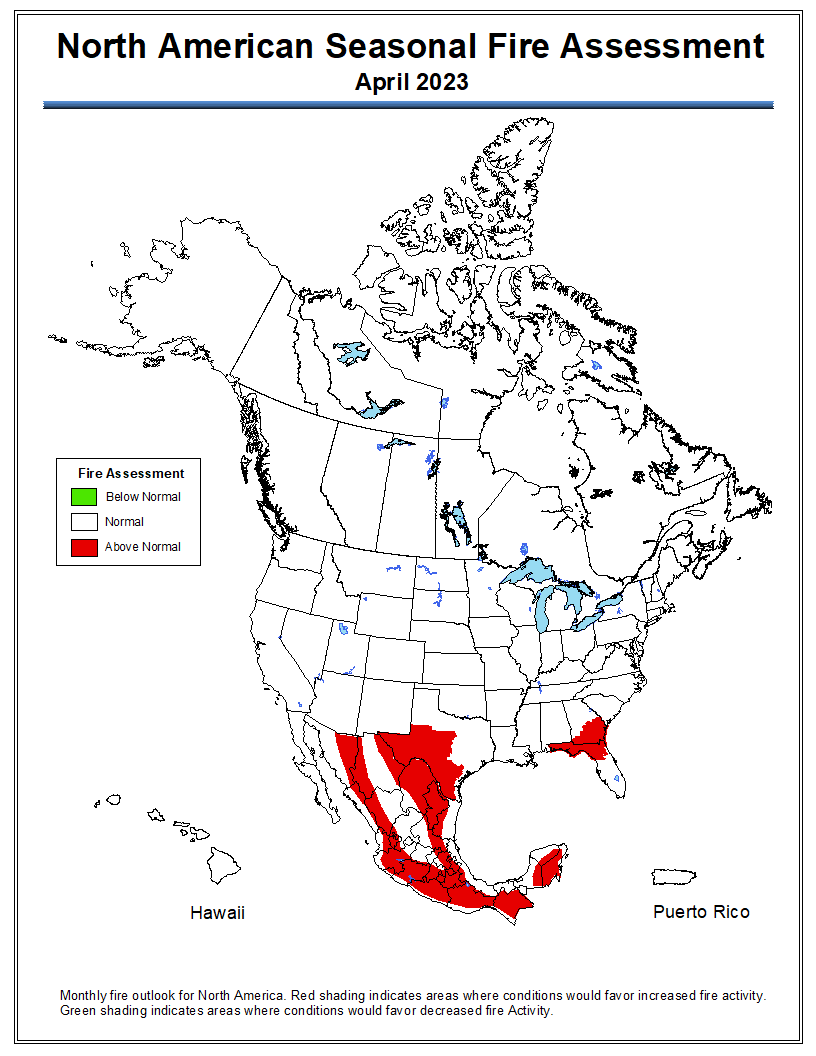 North American Seasonal Fire Assessment
April 2023
Fire Assessment
Below Normal
Normal
Above Normal
Hawaii
Puerto Rico
Monthly fire outlook for North America. Red shading indicates areas where conditions would favor increased fire activity.
Green shading indicates areas where conditions would favor decreased fire Activity.